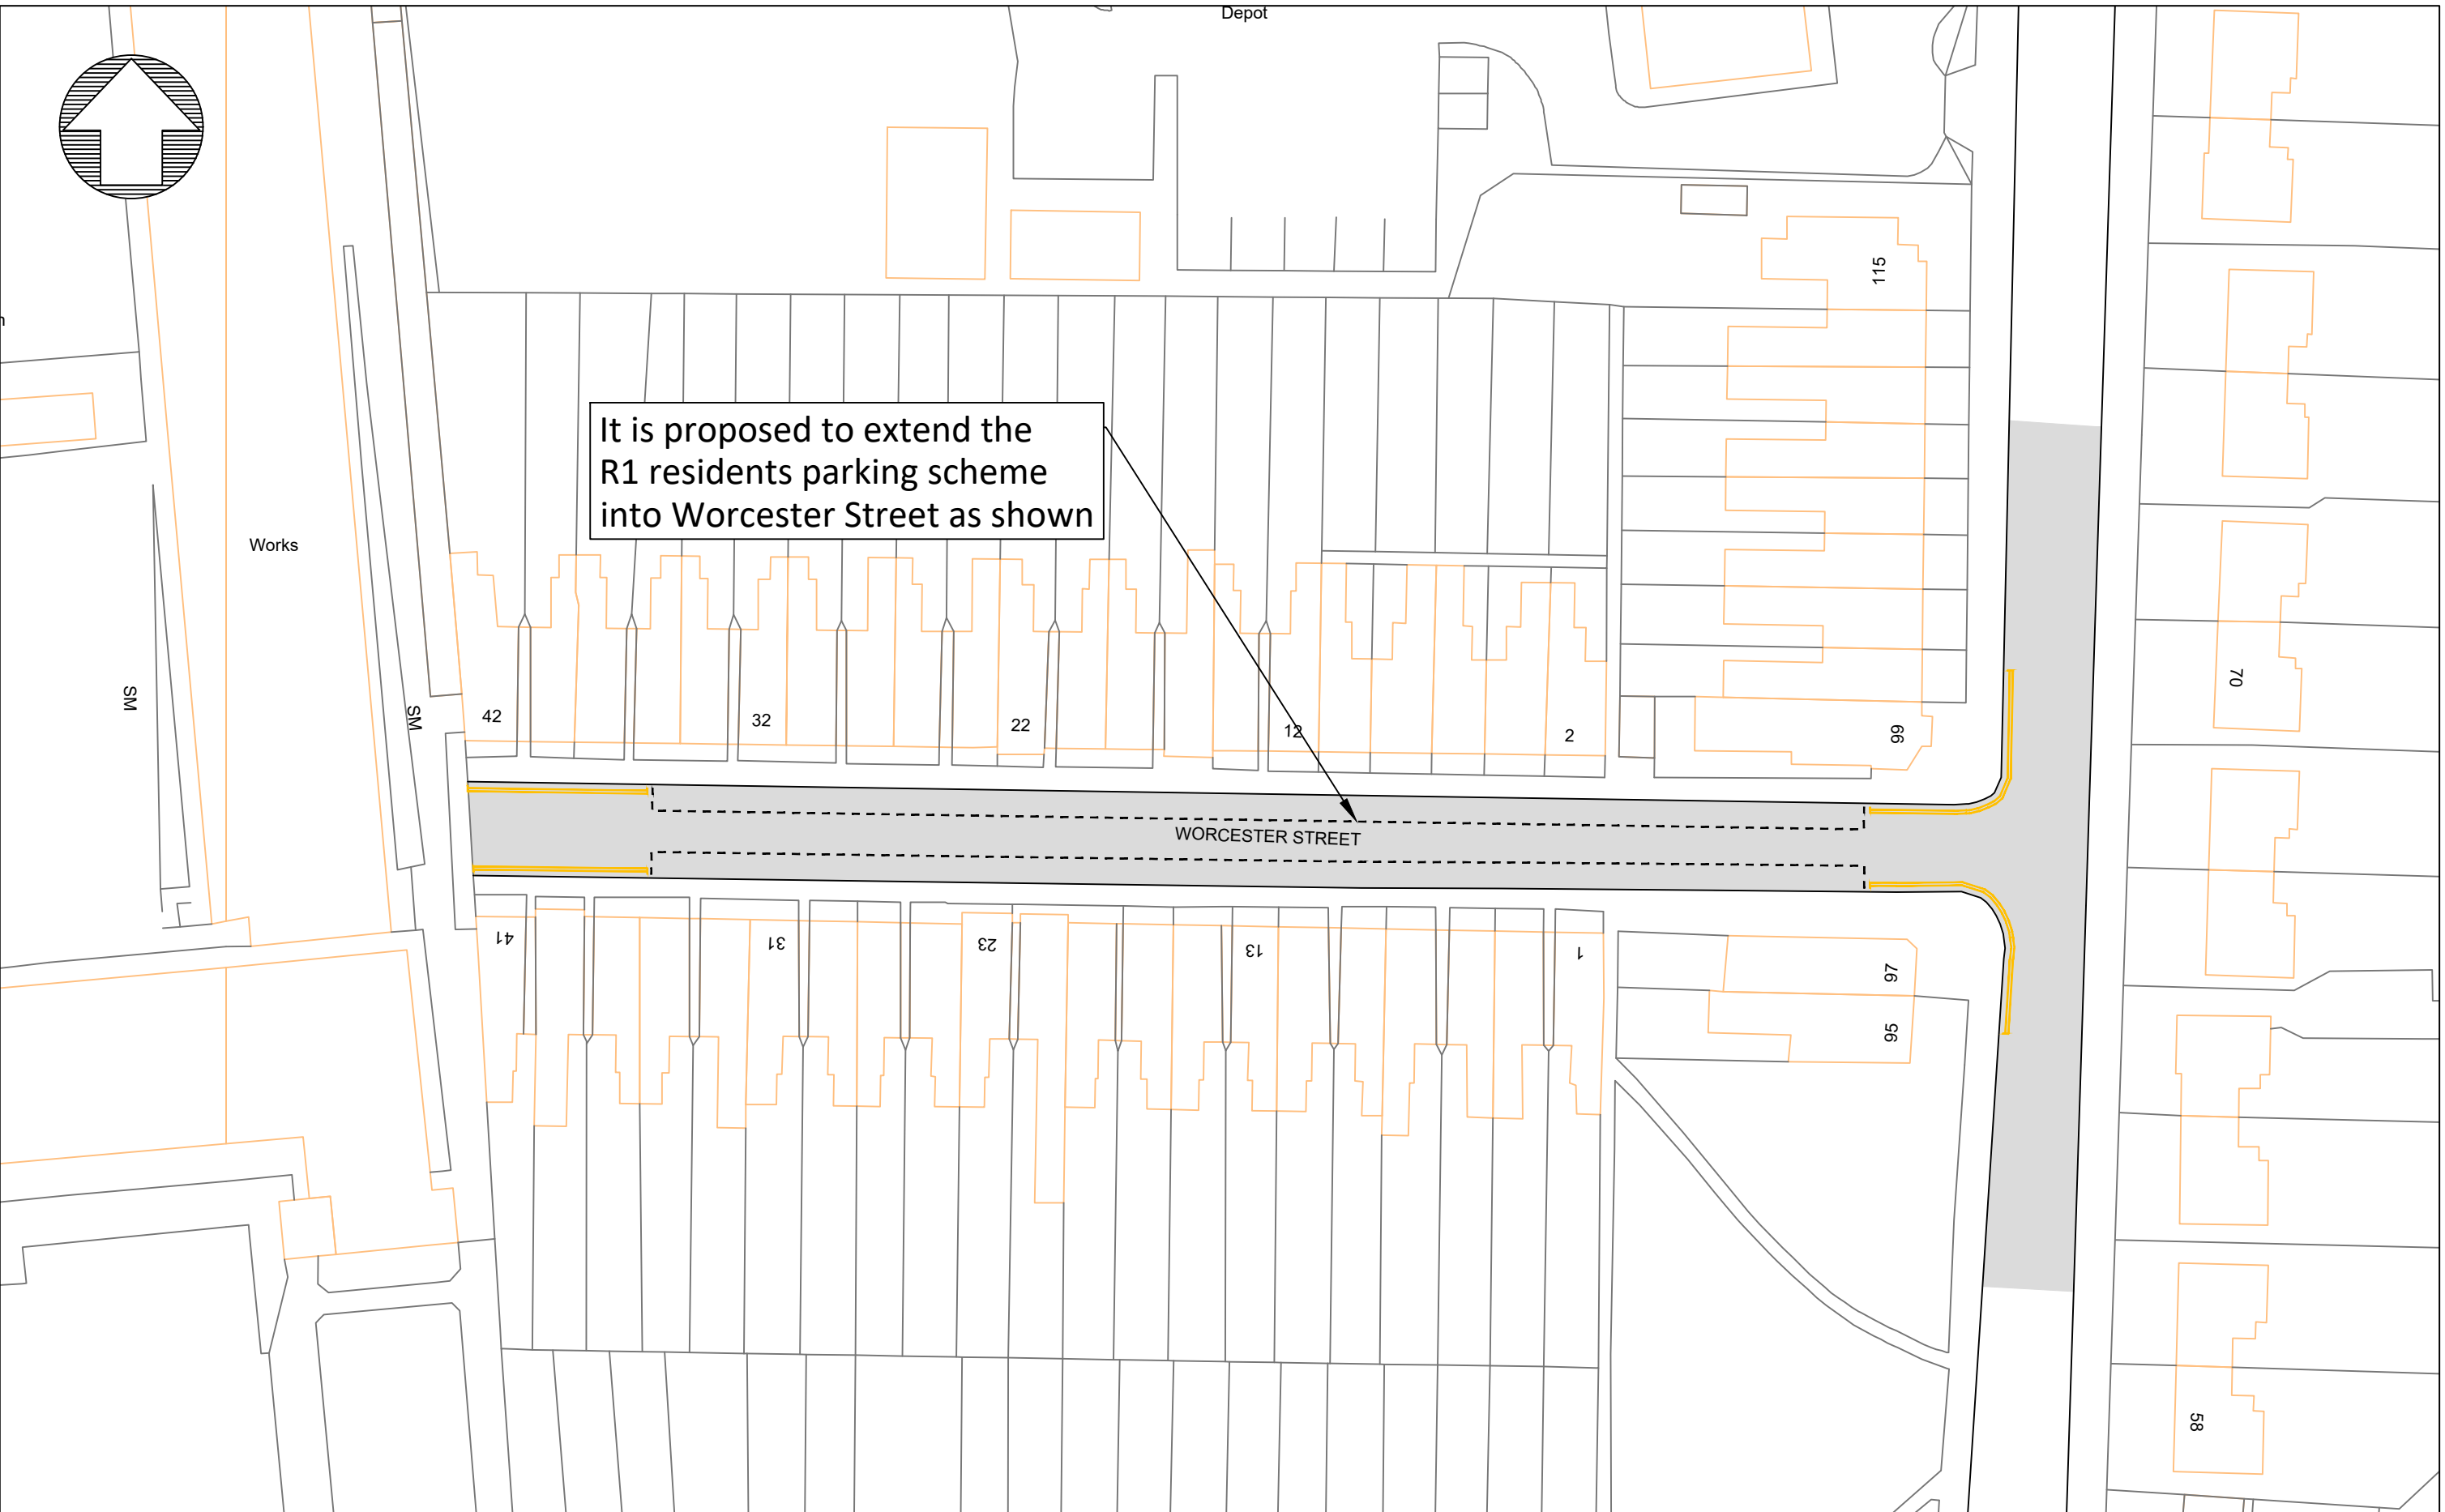 Depot
115
It is proposed to extend the
R1 residents parking scheme
into Worcester Street as shown
Works
SM
SM
42
32
22
12
2
99
70
WORCESTER STREET
41
31
23
13
1
97
95
58